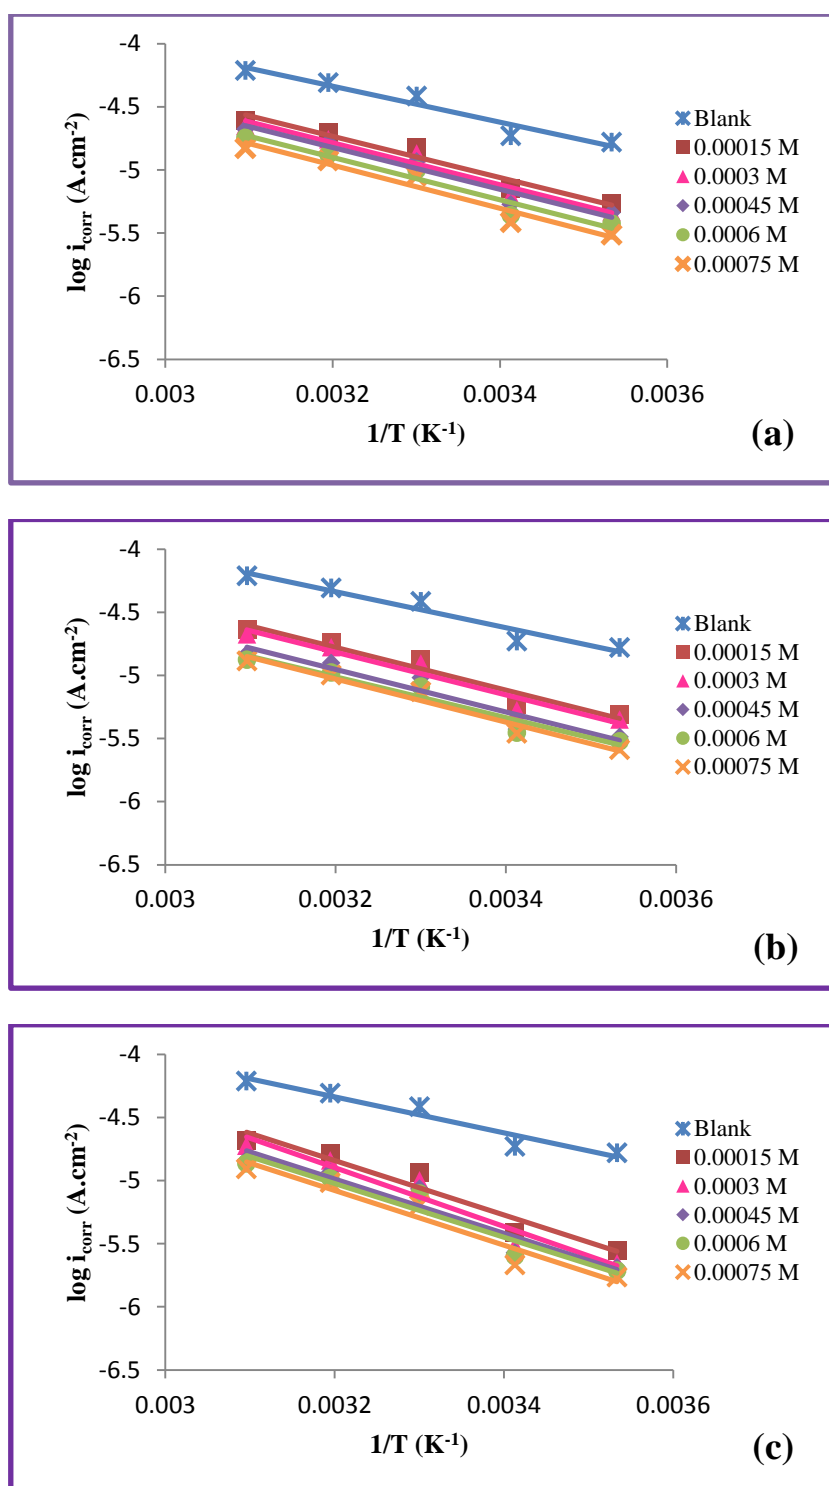 -4
-4.5
-5
-5.5
-6
-6.5
log i_corr (A.cm⁻²)
0.003 0.0032 0.0034 0.0036
1/T (K⁻¹)
Blank
0.00015 M
0.0003 M
0.00045 M
0.0006 M
0.00075 M
(a)
-4
-4.5
-5
-5.5
-6
-6.5
log i_corr (A.cm⁻²)
0.003 0.0032 0.0034 0.0036
1/T (K⁻¹)
Blank
0.00015 M
0.0003 M
0.00045 M
0.0006 M
0.00075 M
(b)
-4
-4.5
-5
-5.5
-6
-6.5
log i_corr (A.cm⁻²)
0.003 0.0032 0.0034 0.0036
1/T (K⁻¹)
Blank
0.00015 M
0.0003 M
0.00045 M
0.0006 M
0.00075 M
(c)